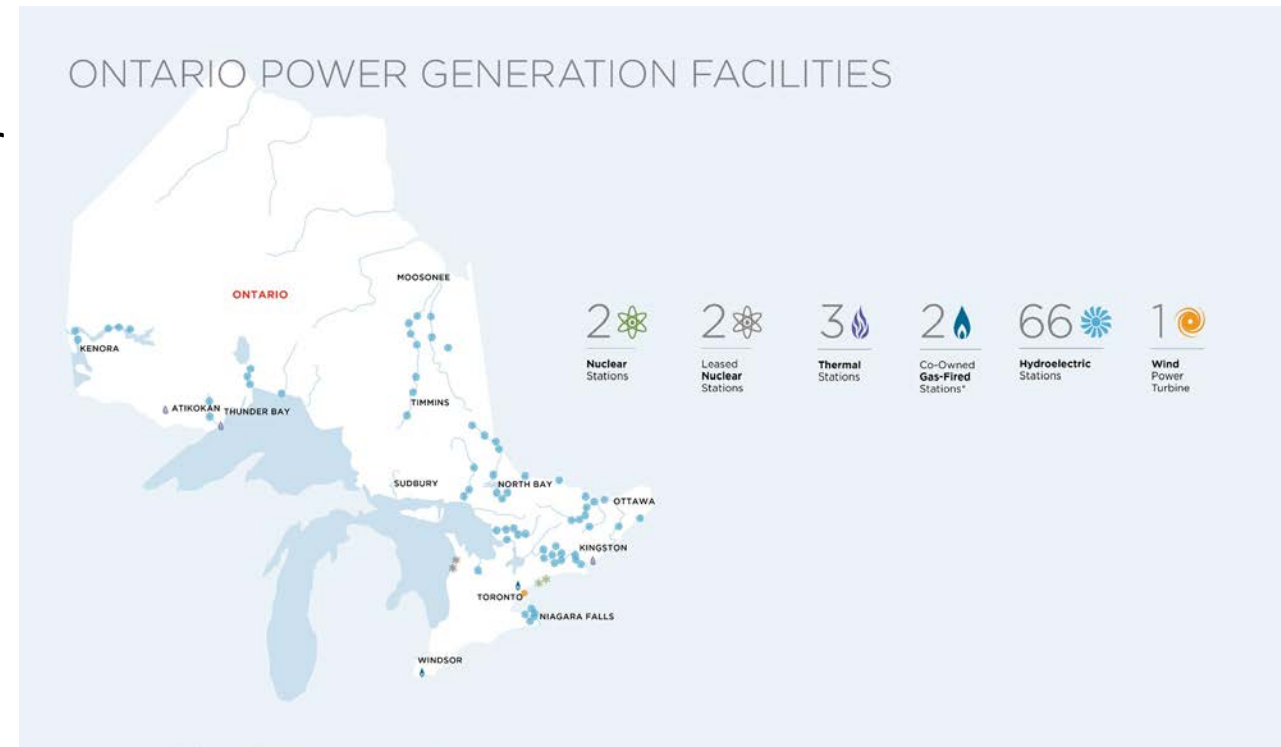 ONTARIO POWER GENERATION FACILITIES
MOOSONEE
ONTARIO
KENORA
ATIKOKAN
THUNDER BAY
TIMMINS
SUDBURY
NORTH BAY
OTTAWA
KINGSTON
TORONTO
NIAGARA FALLS
WINDSOR
2
Nuclear
Stations
2
Leased
Nuclear
Stations
3
Thermal
Stations
2
Co-Owned
Gas-Fired
Stations*
66
Hydroelectric
Stations
1
Wind
Power
Turbine